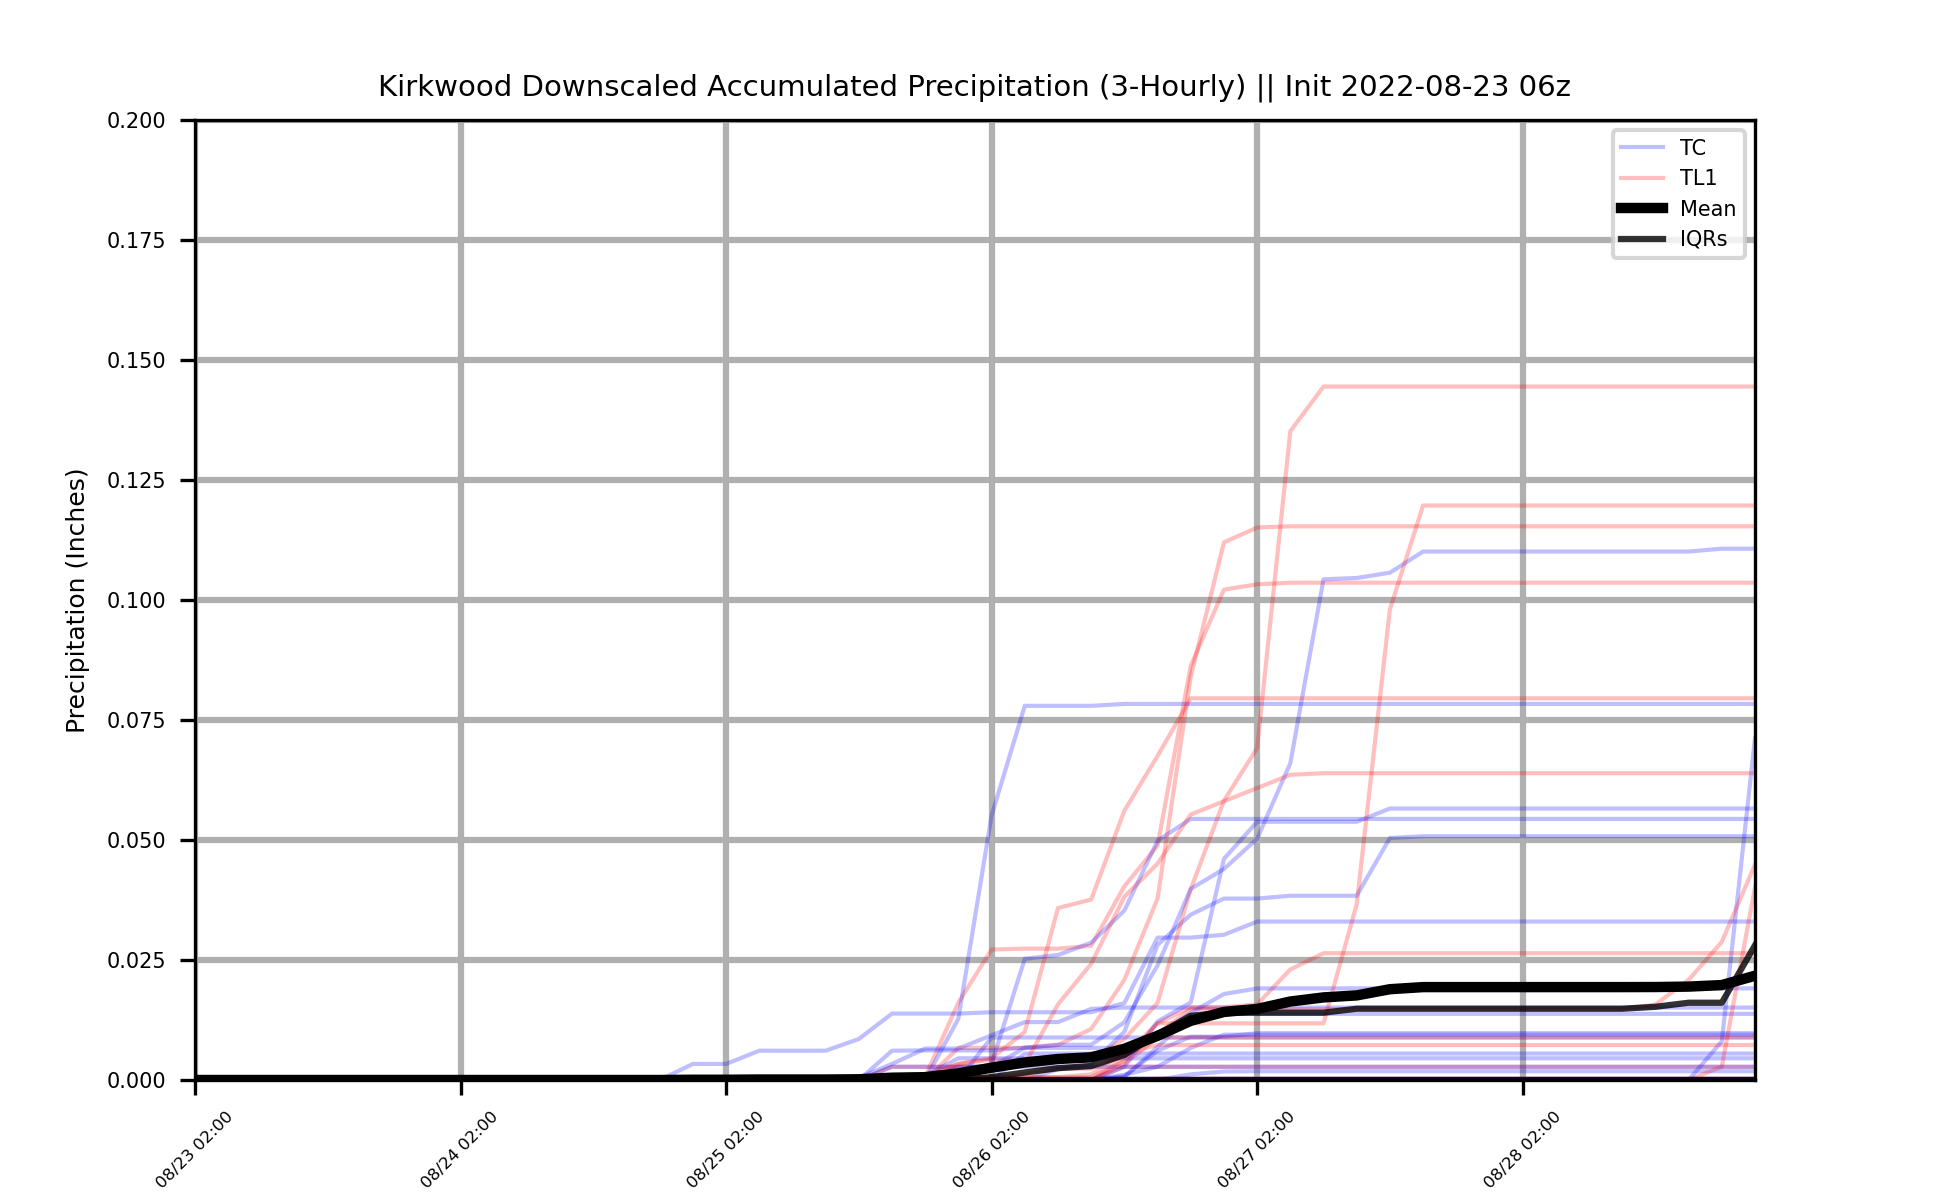 Kirkwood Downscaled Accumulated Precipitation (3-Hourly) || Init 2022-08-23 06z
TC
TL1
Mean
IQRs
Precipitation (Inches)
0.200
0.175
0.150
0.125
0.100
0.075
0.050
0.025
0.000
08/23 02:00
08/24 02:00
08/25 02:00
08/26 02:00
08/27 02:00
08/28 02:00